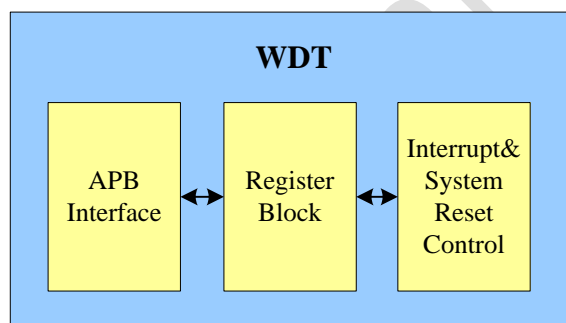 WDT
APB
Interface
Register
Block
Interrupt&
System
Reset
Control